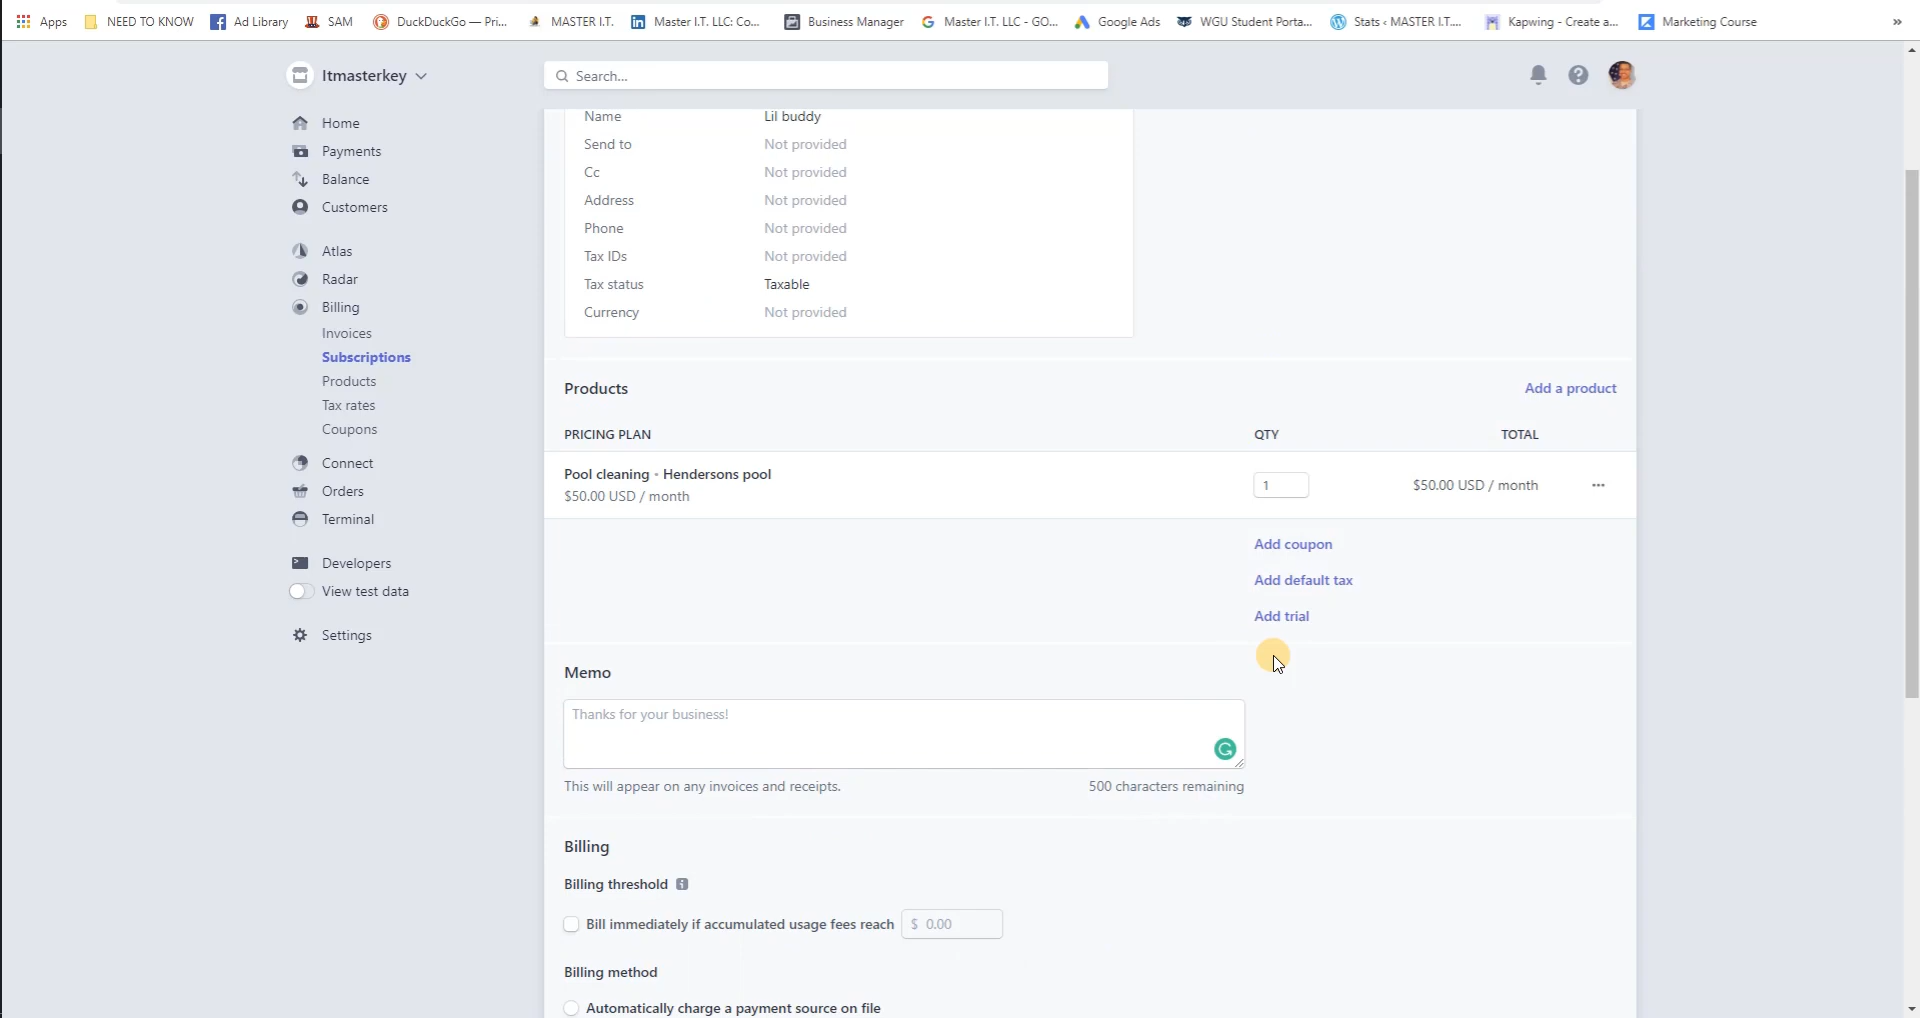 Apps NEED TO KNOW Ad Library SAM DuckDuckGo — Pri... MASTER I.T. Master I.T. LLC: Co... Business Manager Master I.T. LLC - GO... Google Ads WGU Student Porta... Stats ‹ MASTER I.T.... Kapwing - Create a... Marketing Course »
Itmasterkey
Search...
Home
Payments
Balance
Customers
Atlas
Radar
Billing
Invoices
Subscriptions
Products
Tax rates
Coupons
Connect
Orders
Terminal
Developers
View test data
Settings
Name Lil buddy
Send to Not provided
Cc Not provided
Address Not provided
Phone Not provided
Tax IDs Not provided
Tax status Taxable
Currency Not provided
Products Add a product
PRICING PLAN QTY TOTAL
Pool cleaning • Hendersons pool
$50.00 USD / month 1 $50.00 USD / month
Add coupon
Add default tax
Add trial
Memo
Thanks for your business!
This will appear on any invoices and receipts. 500 characters remaining
Billing
Billing threshold
Bill immediately if accumulated usage fees reach $ 0.00
Billing method
Automatically charge a payment source on file